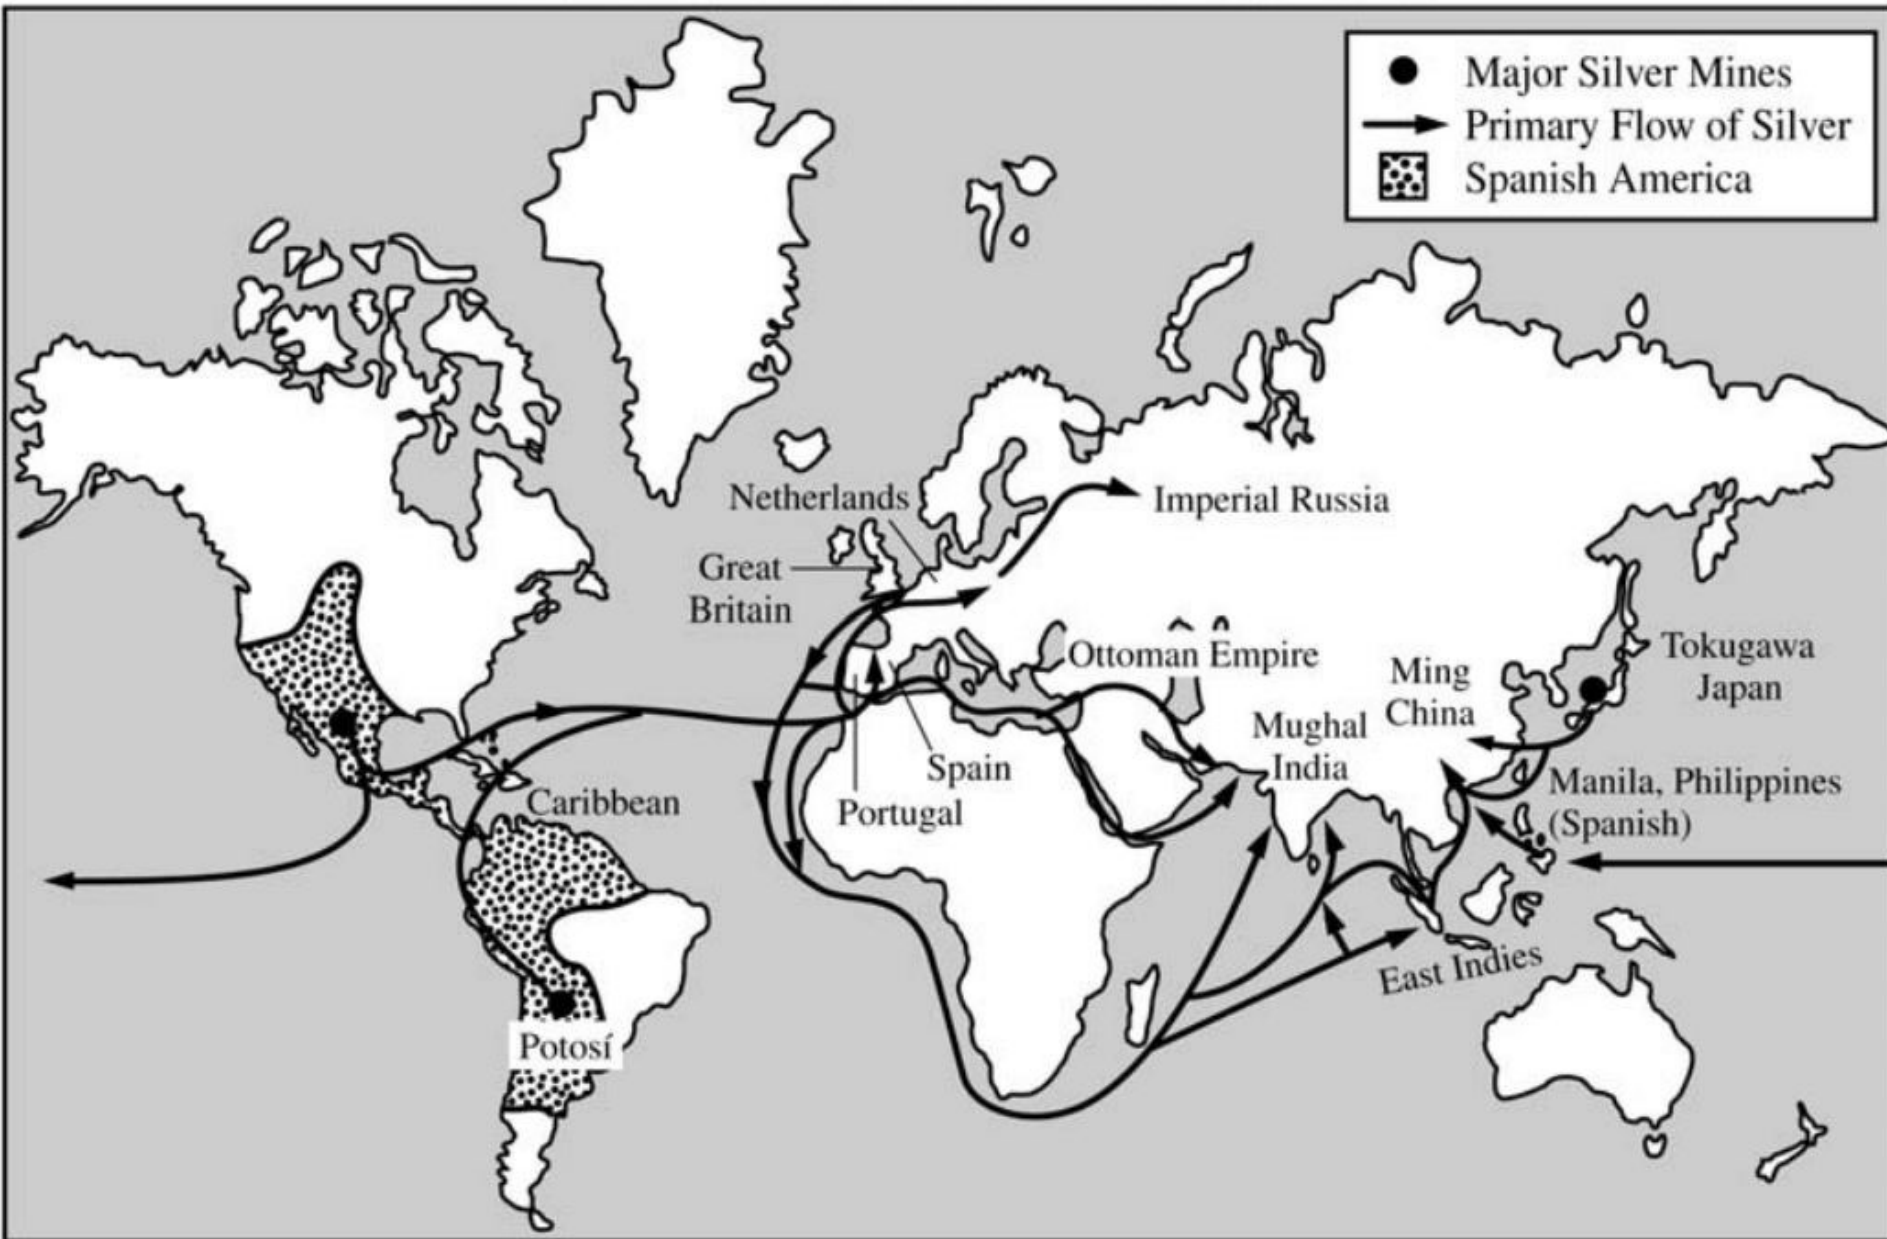 Major Silver Mines
Primary Flow of Silver
Spanish America
Netherlands
Imperial Russia
Great
Britain
Ottoman Empire
Ming
China
Tokugawa
Japan
Mughal
India
Spain
Portugal
Manila, Philippines
(Spanish)
Caribbean
East Indies
Potosí